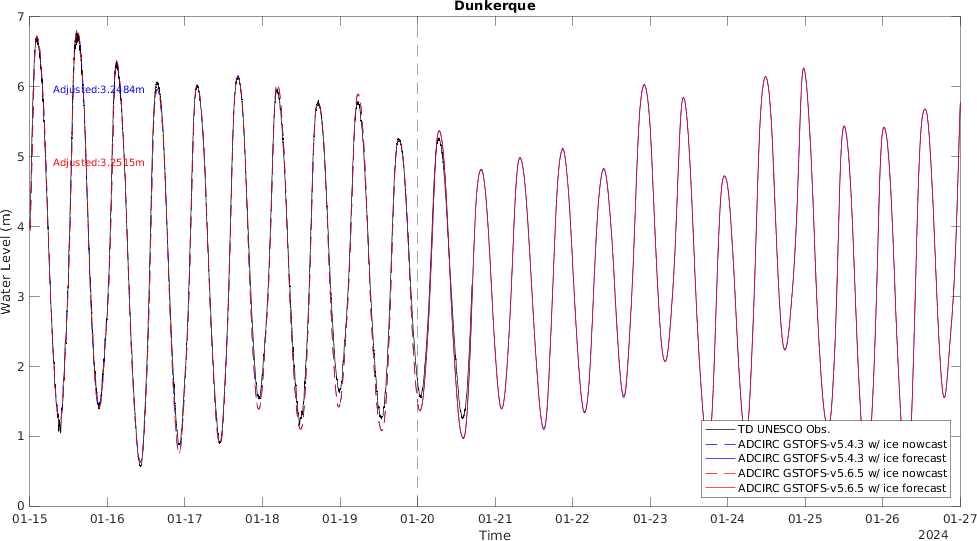 Dunkerque
7
6
5
4
3
2
1
0
Water Level (m)
Adjusted:3.2484m
Adjusted:3.2515m
TD UNESCO Obs.
ADCIRC GSTOFS-v5.4.3 w/ ice nowcast
ADCIRC GSTOFS-v5.4.3 w/ ice forecast
ADCIRC GSTOFS-v5.6.5 w/ ice nowcast
ADCIRC GSTOFS-v5.6.5 w/ ice forecast
01-15 01-16 01-17 01-18 01-19 01-20 01-21 01-22 01-23 01-24 01-25 01-26 01-27
Time
2024